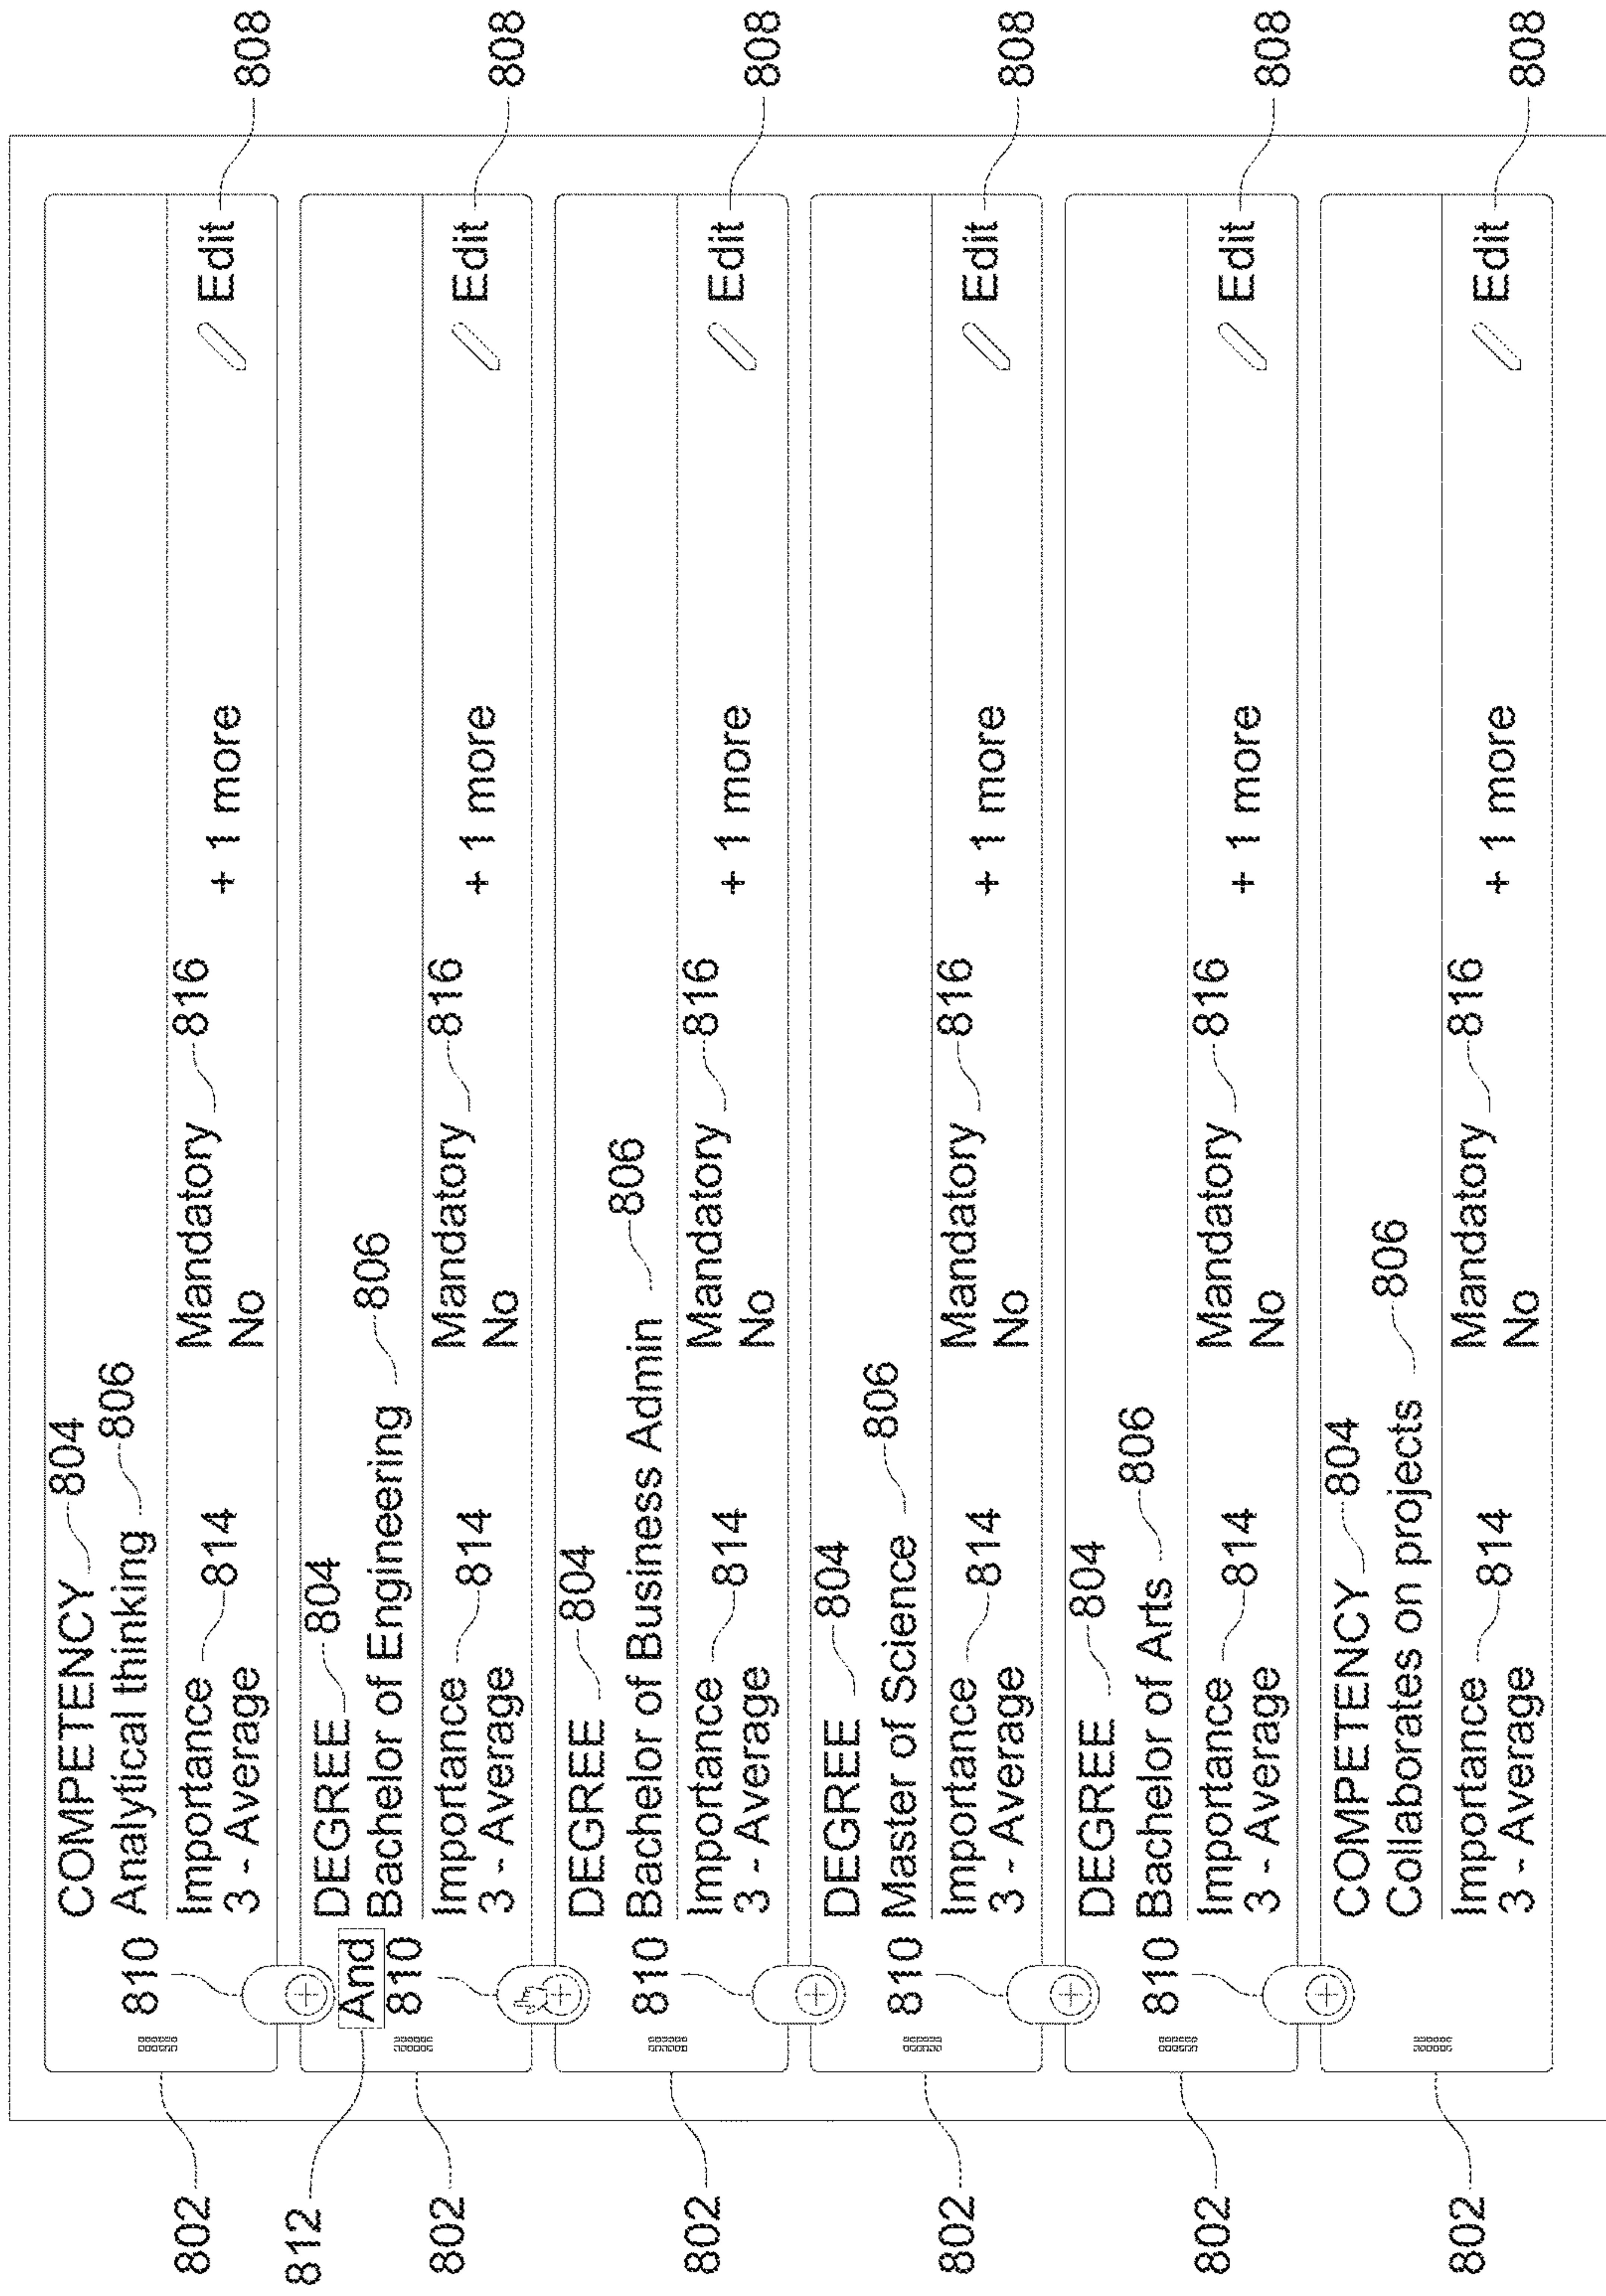 COMPETENCY 804
810 Analytical thinking 806
Importance 814 Mandatory 816 + 1 more Edit 808
3 - Average No
802
812 And
DEGREE 804
810 Bachelor of Engineering 806
Importance 814 Mandatory 816 + 1 more Edit 808
3 - Average No
802
DEGREE 804
810 Bachelor of Business Admin 806
Importance 814 Mandatory 816 + 1 more Edit 808
3 - Average No
802
DEGREE 804
810 Master of Science 806
Importance 814 Mandatory 816 + 1 more Edit 808
3 - Average No
802
DEGREE 804
810 Bachelor of Arts 806
Importance 814 Mandatory 816 + 1 more Edit 808
3 - Average No
802
COMPETENCY 804
Collaborates on projects 806
Importance 814 Mandatory 816 + 1 more Edit 808
3 - Average No
802